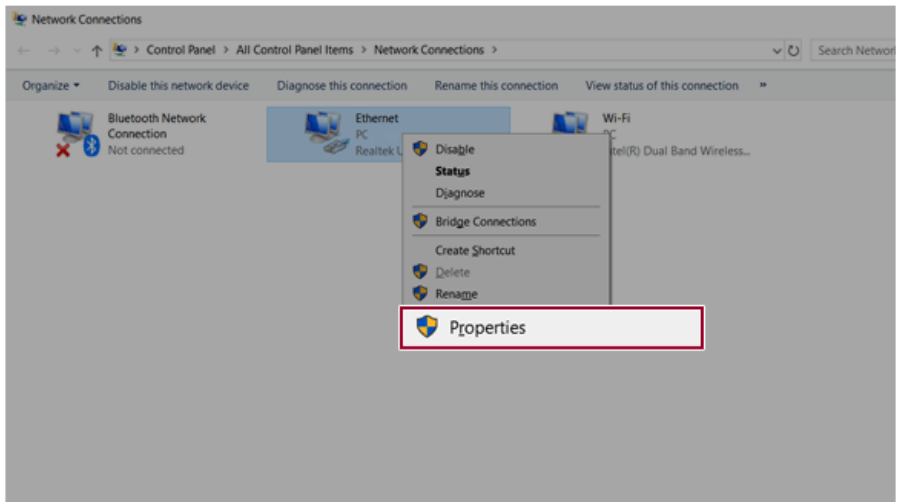 Network Connections
Control Panel > All Control Panel Items > Network Connections >
Search Networ
Organize Disable this network device Diagnose this connection Rename this connection View status of this connection »
Bluetooth Network
Connection
Not connected
Ethernet
PC
Realtek U
Wi-Fi
PC
ntel(R) Dual Band Wireless...
Disable
Status
Diagnose
Bridge Connections
Create Shortcut
Delete
Rename
Properties